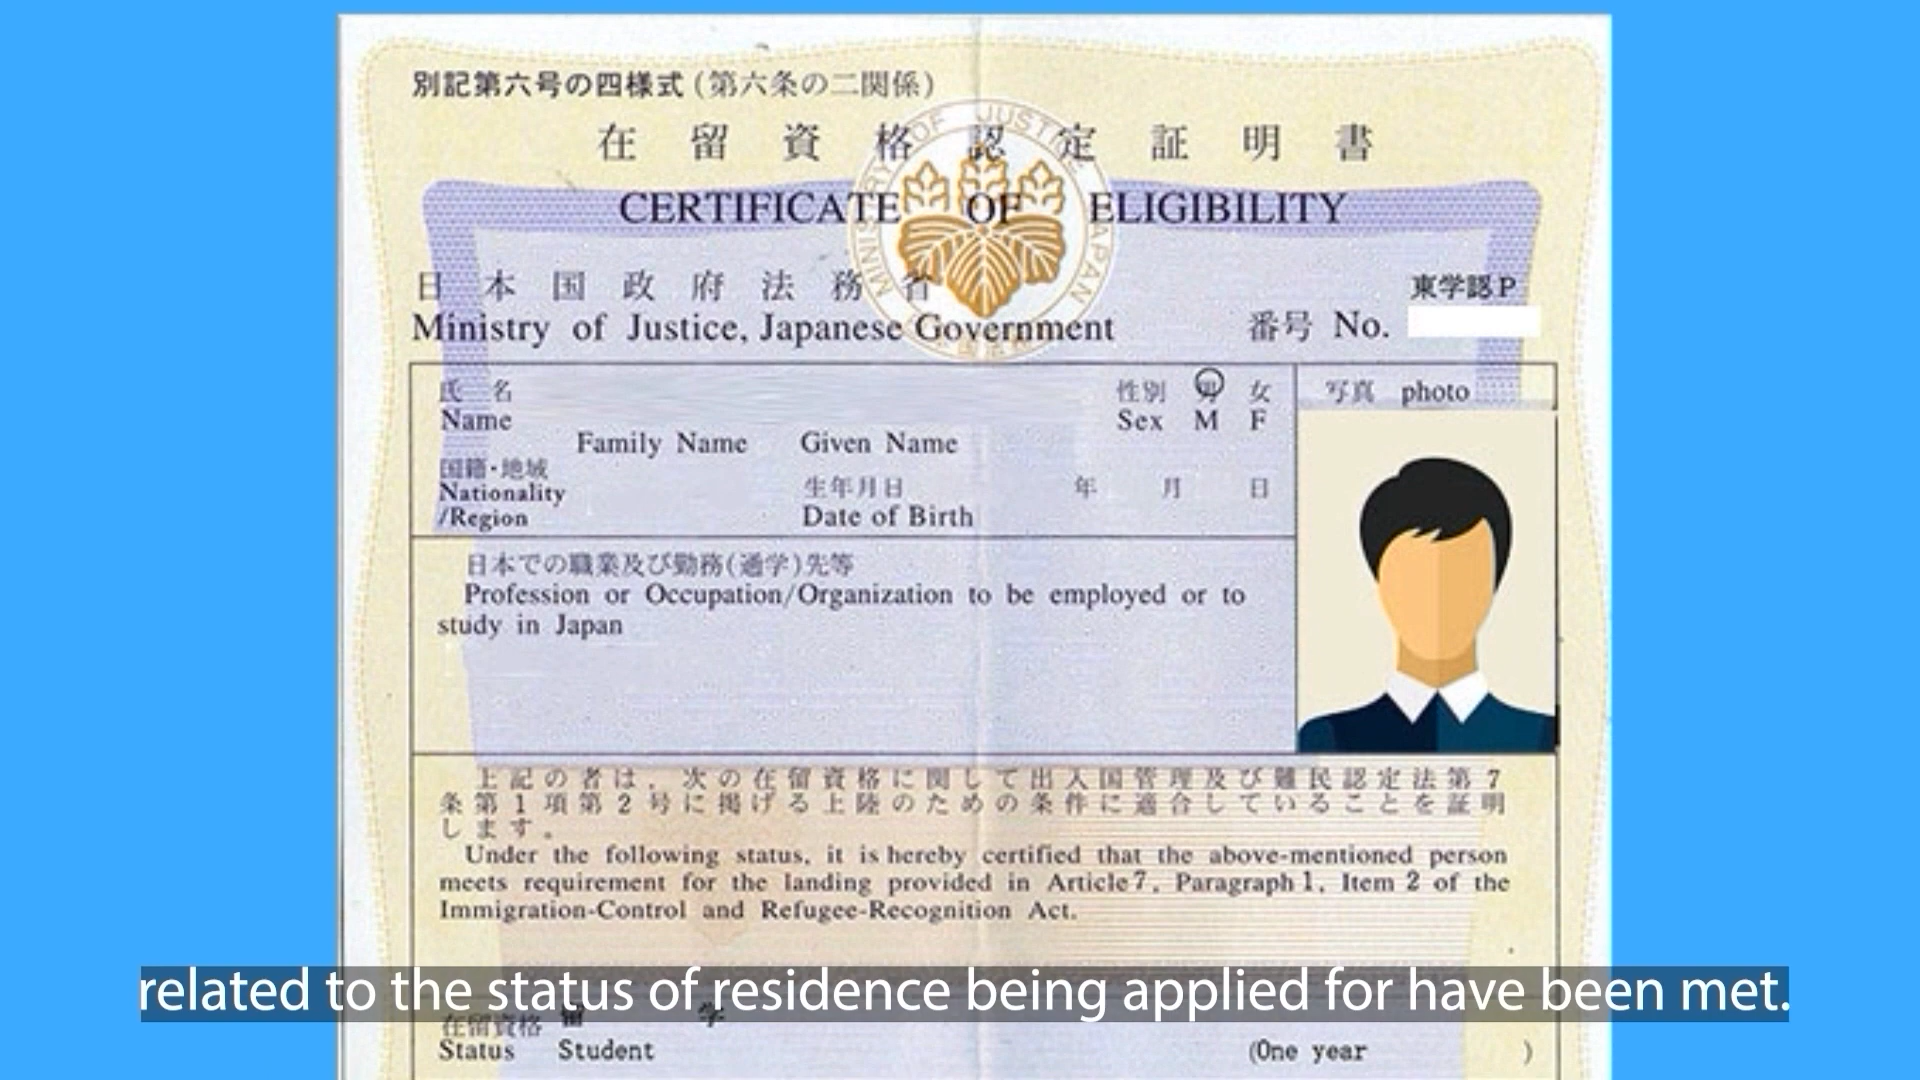 別記第六号の四様式(第六条の二関係)
在留資格認定証明書
CERTIFICATE OF ELIGIBILITY
MINISTRY OF JUSTICE JAPAN
日本国政府法務省
東学認P
Ministry of Justice, Japanese Government
番号 No.
氏 名 性別 男 女 写真 photo
Name Sex M F
Family Name Given Name
国籍・地域 生年月日 年 月 日
Nationality
/Region Date of Birth
日本での職業及び勤務(通学)先等
Profession or Occupation/Organization to be employed or to
study in Japan
上記の者は、次の在留資格に関して出入国管理及び難民認定法第7
条第1項第2号に掲げる上陸のための条件に適合していることを証明
します。
Under the following status, it is hereby certified that the above-mentioned person
meets requirement for the landing provided in Article 7, Paragraph 1, Item 2 of the
Immigration-Control and Refugee-Recognition Act.
related to the status of residence being applied for have been met.
在留資格 留 学
Status Student (One year )